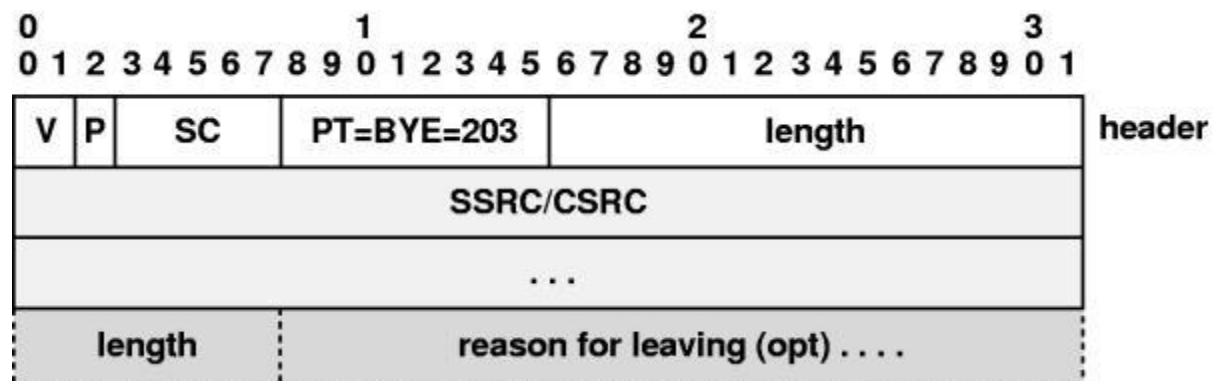 0 1 2 3
0 1 2 3 4 5 6 7 8 9 0 1 2 3 4 5 6 7 8 9 0 1 2 3 4 5 6 7 8 9 0 1
V P SC PT=BYE=203 length header
SSRC/CSRC
. . .
length reason for leaving (opt) . . . .